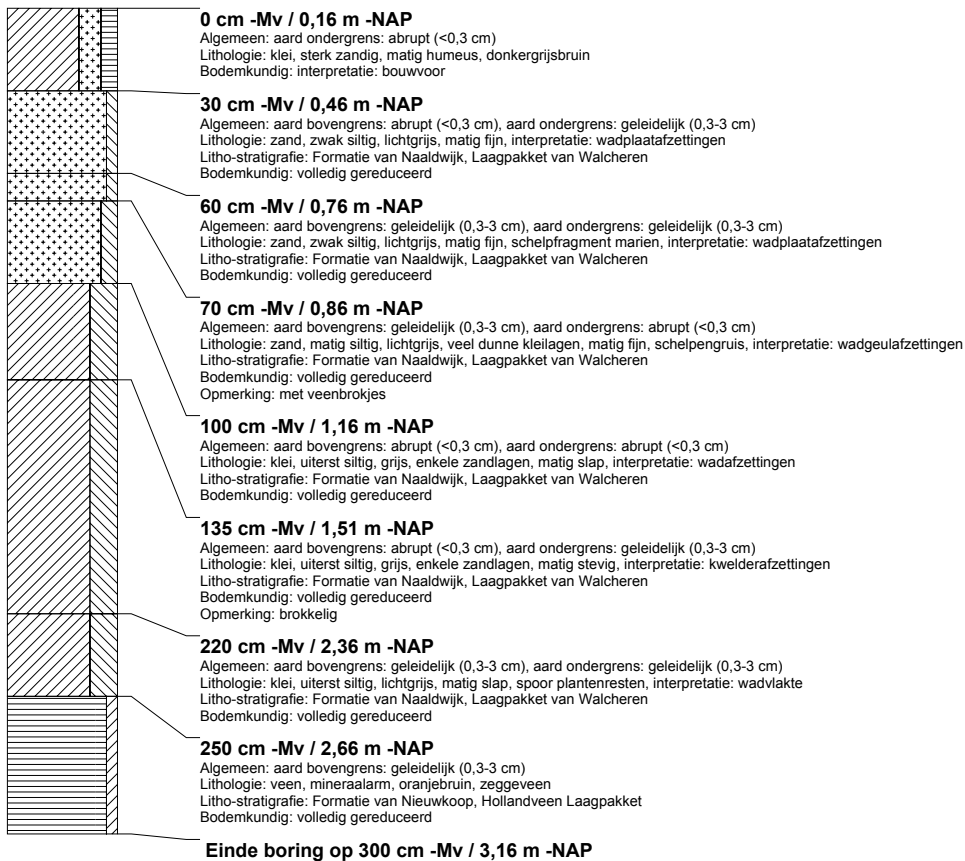 0 cm -Mv / 0,16 m -NAP
Algemeen: aard ondergrens: abrupt (<0,3 cm)
Lithologie: klei, sterk zandig, matig humeus, donkergrijsbruin
Bodemkundig: interpretatie: bouwvoor
30 cm -Mv / 0,46 m -NAP
Algemeen: aard bovengrens: abrupt (<0,3 cm), aard ondergrens: geleidelijk (0,3-3 cm)
Lithologie: zand, zwak siltig, lichtgrijs, matig fijn, interpretatie: wadplaatafzettingen
Litho-stratigrafie: Formatie van Naaldwijk, Laagpakket van Walcheren
Bodemkundig: volledig gereduceerd
60 cm -Mv / 0,76 m -NAP
Algemeen: aard bovengrens: geleidelijk (0,3-3 cm), aard ondergrens: geleidelijk (0,3-3 cm)
Lithologie: zand, zwak siltig, lichtgrijs, matig fijn, schelpfragment marien, interpretatie: wadplaatafzettingen
Litho-stratigrafie: Formatie van Naaldwijk, Laagpakket van Walcheren
Bodemkundig: volledig gereduceerd
70 cm -Mv / 0,86 m -NAP
Algemeen: aard bovengrens: geleidelijk (0,3-3 cm), aard ondergrens: abrupt (<0,3 cm)
Lithologie: zand, matig siltig, lichtgrijs, veel dunne kleilagen, matig fijn, schelpengruis, interpretatie: wadgeulafzettingen
Litho-stratigrafie: Formatie van Naaldwijk, Laagpakket van Walcheren
Bodemkundig: volledig gereduceerd
Opmerking: met veenbrokjes
100 cm -Mv / 1,16 m -NAP
Algemeen: aard bovengrens: abrupt (<0,3 cm), aard ondergrens: abrupt (<0,3 cm)
Lithologie: klei, uiterst siltig, grijs, enkele zandlagen, matig slap, interpretatie: wadafzettingen
Litho-stratigrafie: Formatie van Naaldwijk, Laagpakket van Walcheren
Bodemkundig: volledig gereduceerd
135 cm -Mv / 1,51 m -NAP
Algemeen: aard bovengrens: abrupt (<0,3 cm), aard ondergrens: geleidelijk (0,3-3 cm)
Lithologie: klei, uiterst siltig, grijs, enkele zandlagen, matig stevig, interpretatie: kwelderafzettingen
Litho-stratigrafie: Formatie van Naaldwijk, Laagpakket van Walcheren
Bodemkundig: volledig gereduceerd
Opmerking: brokkelig
220 cm -Mv / 2,36 m -NAP
Algemeen: aard bovengrens: geleidelijk (0,3-3 cm), aard ondergrens: geleidelijk (0,3-3 cm)
Lithologie: klei, uiterst siltig, lichtgrijs, matig slap, spoor plantenresten, interpretatie: wadvlakte
Litho-stratigrafie: Formatie van Naaldwijk, Laagpakket van Walcheren
Bodemkundig: volledig gereduceerd
250 cm -Mv / 2,66 m -NAP
Algemeen: aard bovengrens: geleidelijk (0,3-3 cm)
Lithologie: veen, mineraalarm, oranjebruin, zeggeveen
Litho-stratigrafie: Formatie van Nieuwkoop, Hollandveen Laagpakket
Bodemkundig: volledig gereduceerd
Einde boring op 300 cm -Mv / 3,16 m -NAP